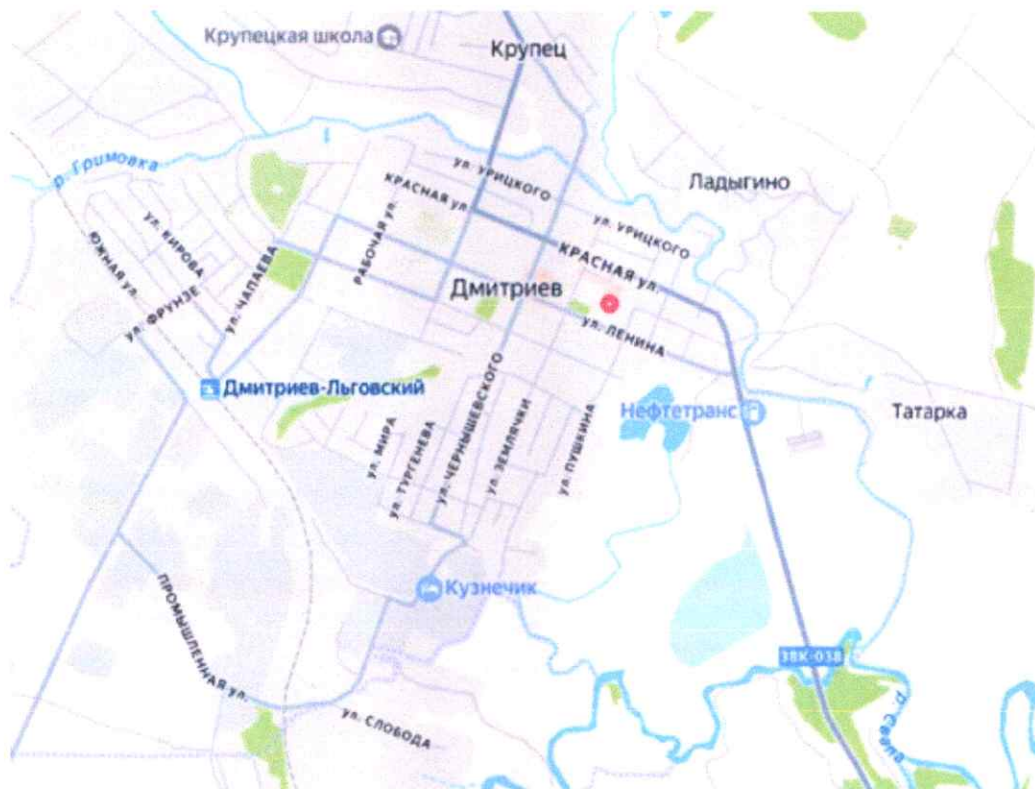 Крупецкая школа
Крупец
р. Гримовка
ул. УРИЦКОГО
КРАСНАЯ ул.
Ладыгино
ул. УРИЦКОГО
ул. КИРОВА
РАБОЧАЯ ул.
ЮЖНАЯ ул.
ул. ЧАПАЕВА
КРАСНАЯ ул.
Дмитриев
ул. ФРУНЗЕ
ул. ЛЕНИНА
Дмитриев-Льговский
Нефтетранс
Татарка
ул. МИРА
ул. ТУРГЕНЕВА
ул. ЧЕРНЫШЕВСКОГО
ул. ЗЕМЛЯЧКИ
ул. ПУШКИНА
Кузнечик
ПРОМЫШЛЕННАЯ ул.
38К-038
ул. СЛОБОДА
р. Свапа